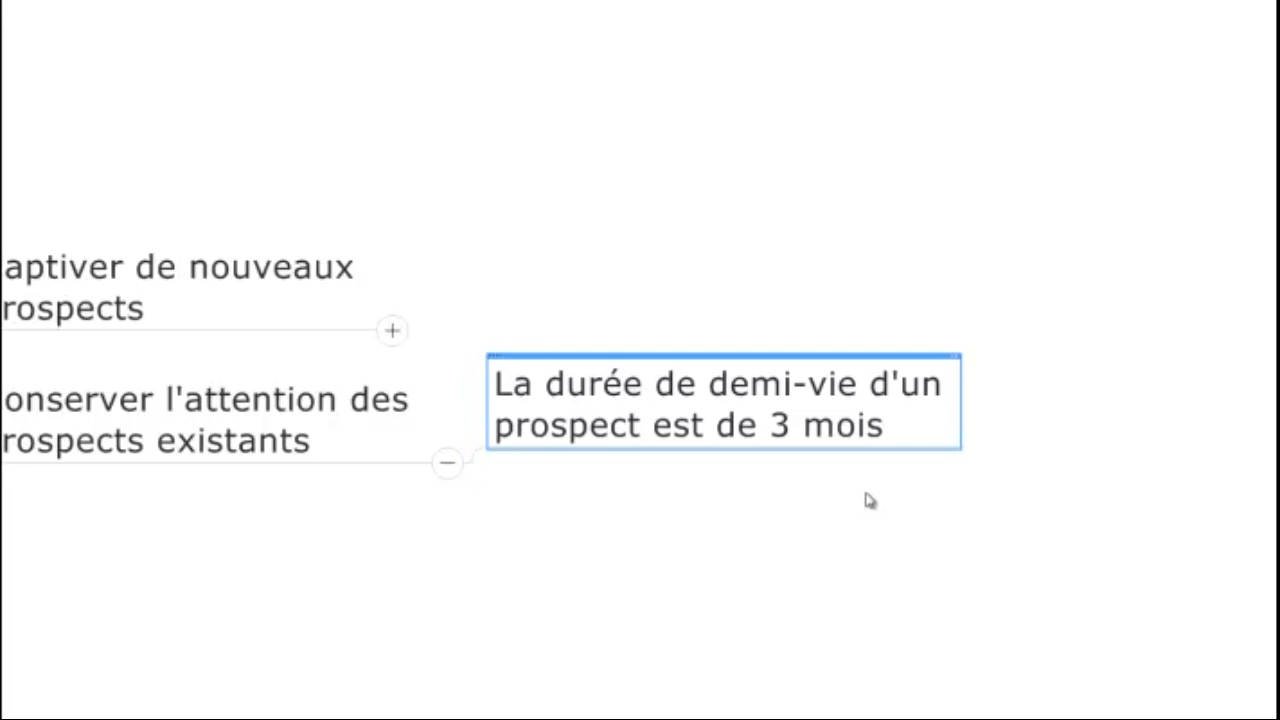 aptiver de nouveaux
rospects
onserver l'attention des
rospects existants
La durée de demi-vie d'un
prospect est de 3 mois